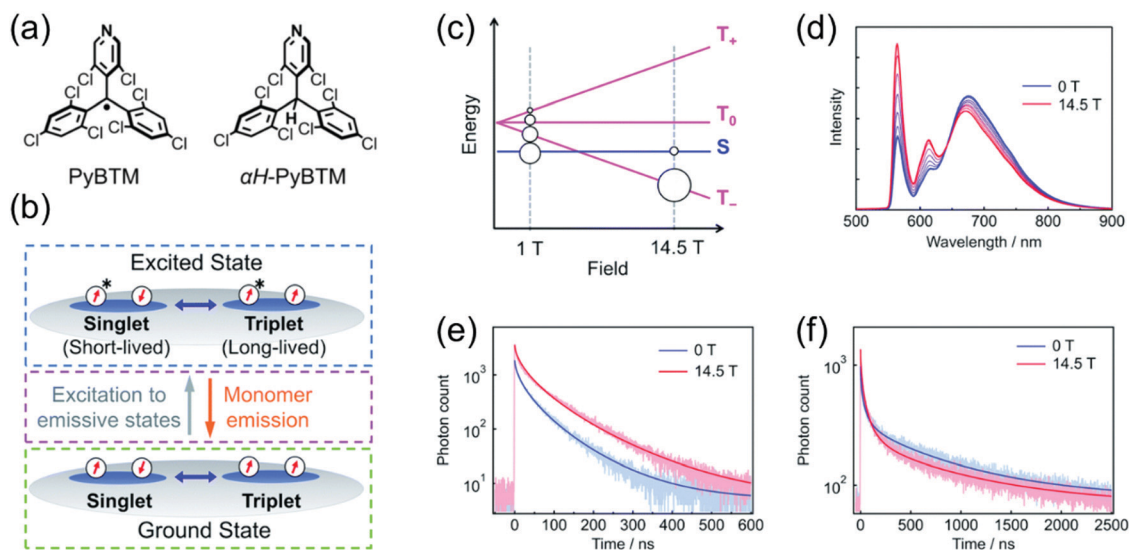 (a)
N
Cl
Cl
Cl
Cl
Cl
Cl
Cl
Cl
PyBTM
N
Cl
Cl
Cl
Cl
Cl
Cl
H
Cl
Cl
αH-PyBTM
(b)
Excited State
*
*
Singlet
Triplet
(Short-lived)
(Long-lived)
Excitation to
emissive states
Monomer
emission
Singlet
Triplet
Ground State
(c)
Energy
T+
T0
S
T−
1 T
14.5 T
Field
(d)
Intensity
0 T
14.5 T
500 600 700 800 900
Wavelength / nm
(e)
Photon count
10³
10²
10¹
0 T
14.5 T
0 100 200 300 400 500 600
Time / ns
(f)
Photon count
10³
10²
0 T
14.5 T
0 500 1000 1500 2000 2500
Time / ns